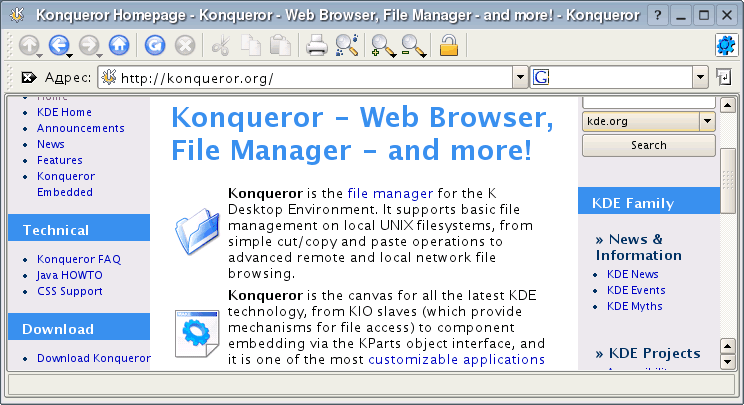 Konqueror Homepage - Konqueror - Web Browser, File Manager - and more! - Konqueror
Адрес: http://konqueror.org/
G
Home
KDE Home
Announcements
News
Features
Konqueror
Embedded
Technical
Konqueror FAQ
Java HOWTO
CSS Support
Download
Download Konqueror
Konqueror – Web Browser,
File Manager – and more!
Konqueror is the file manager for the K
Desktop Environment. It supports basic file
management on local UNIX filesystems, from
simple cut/copy and paste operations to
advanced remote and local network file
browsing.
Konqueror is the canvas for all the latest KDE
technology, from KIO slaves (which provide
mechanisms for file access) to component
embedding via the KParts object interface, and
it is one of the most customizable applications
kde.org
Search
KDE Family
» News &
Information
KDE News
KDE Events
KDE Myths
» KDE Projects
Accessibility